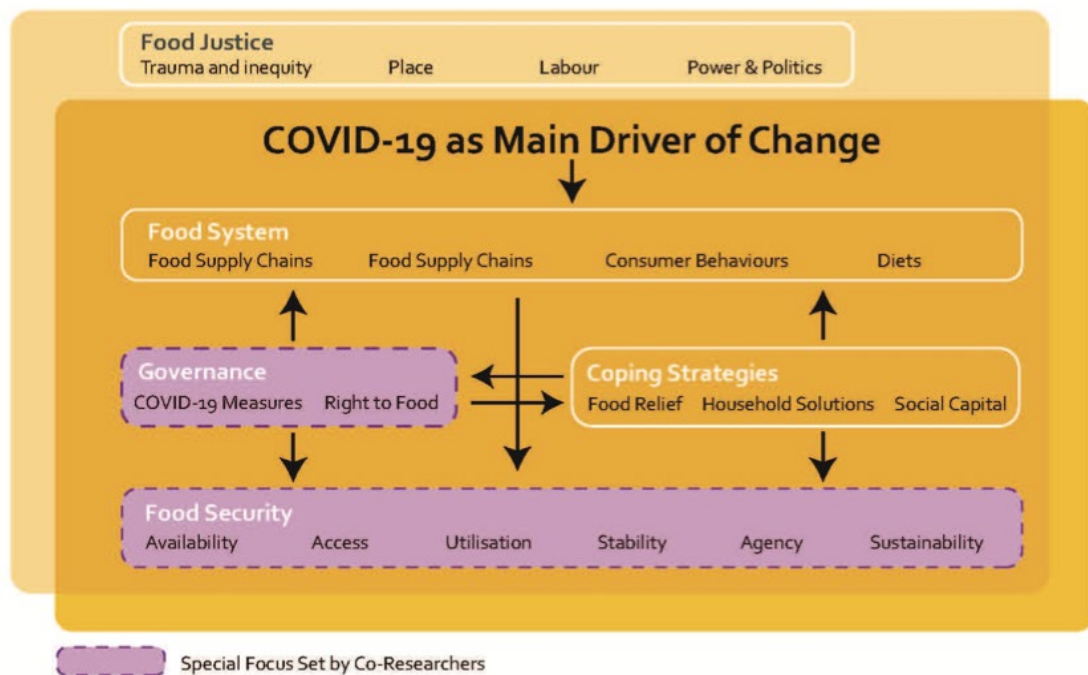 Food Justice
Trauma and inequity Place Labour Power & Politics
COVID-19 as Main Driver of Change
Food System
Food Supply Chains Food Supply Chains Consumer Behaviours Diets
Governance
COVID-19 Measures Right to Food
Coping Strategies
Food Relief Household Solutions Social Capital
Food Security
Availability Access Utilisation Stability Agency Sustainability
Special Focus Set by Co-Researchers